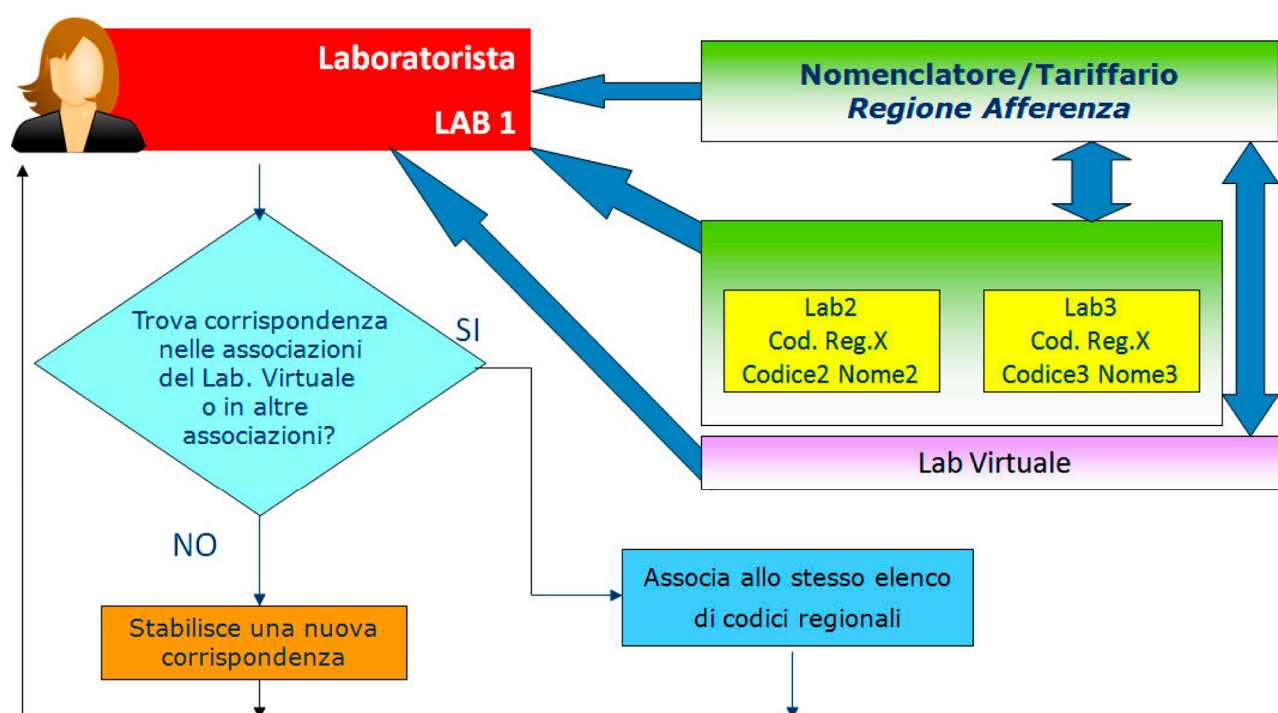 Laboratorista
LAB 1
Nomenclatore/Tariffario
Regione Afferenza
Lab2
Cod. Reg.X
Codice2 Nome2
Lab3
Cod. Reg.X
Codice3 Nome3
Lab Virtuale
Trova corrispondenza
nelle associazioni
del Lab. Virtuale
o in altre
associazioni?
SI
NO
Associa allo stesso elenco
di codici regionali
Stabilisce una nuova
corrispondenza